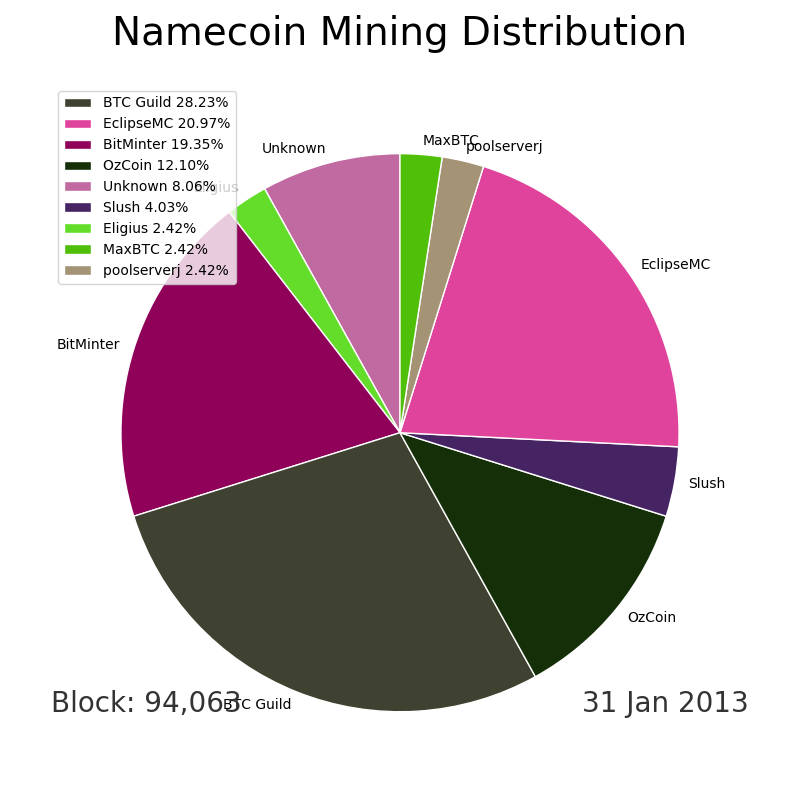 Namecoin Mining Distribution
BTC Guild 28.23%
EclipseMC 20.97%
BitMinter 19.35%
OzCoin 12.10%
Unknown 8.06%
Slush 4.03%
Eligius 2.42%
MaxBTC 2.42%
poolserverj 2.42%
MaxBTC
poolserverj
Unknown
Eligius
EclipseMC
BitMinter
Slush
OzCoin
BTC Guild
Block: 94,063
31 Jan 2013